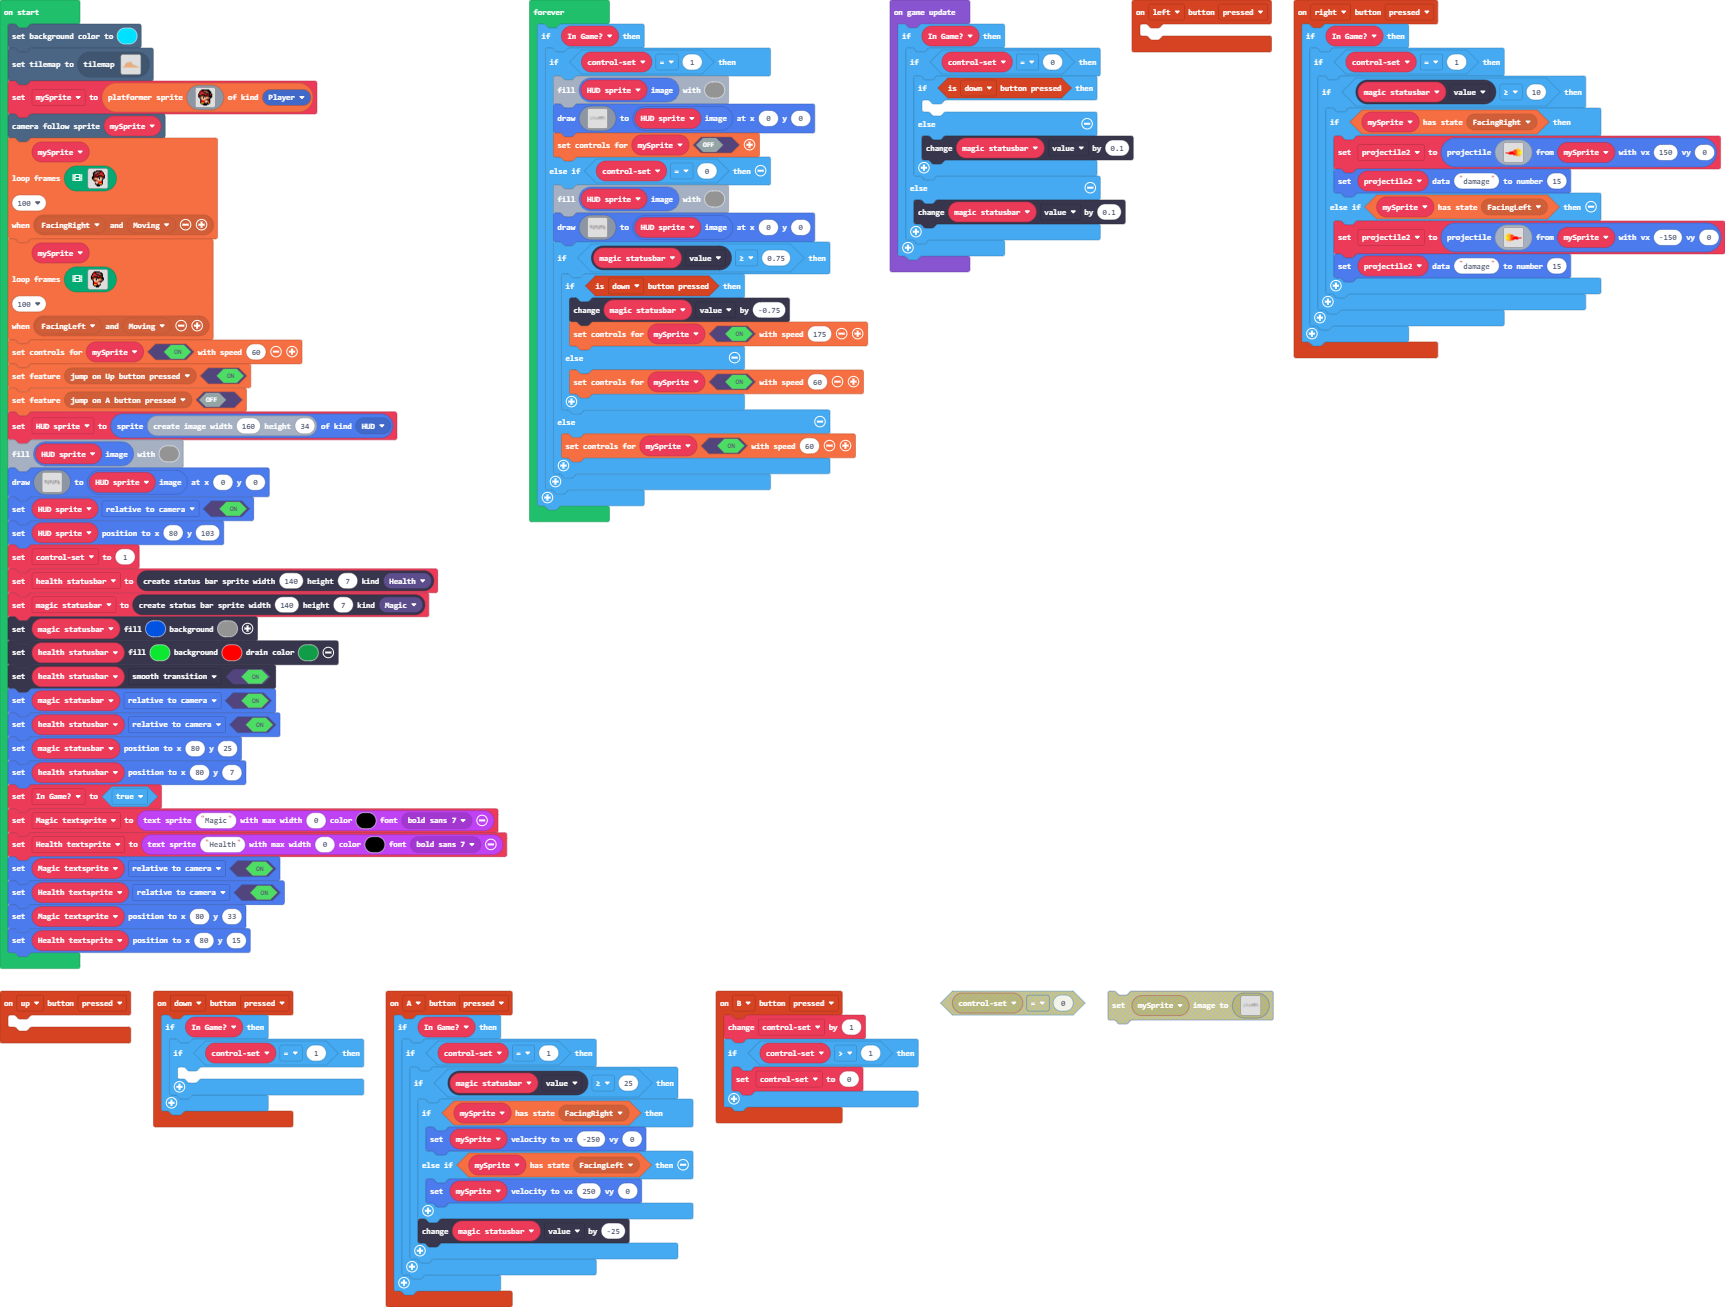 on start
set background color to
set tilemap to tilemap
set mySprite to platformer sprite of kind Player
camera follow sprite mySprite
mySprite
loop frames
100
when FacingRight and Moving
mySprite
loop frames
100
when FacingLeft and Moving
set controls for mySprite ON with speed 60
set feature jump on Up button pressed ON
set feature jump on A button pressed OFF
set HUD sprite to sprite create image width 160 height 34 of kind HUD
fill HUD sprite image with
draw to HUD sprite image at x 0 y 0
set HUD sprite relative to camera ON
set HUD sprite position to x 80 y 103
set control-set to 1
set health statusbar to create status bar sprite width 140 height 7 kind Health
set magic statusbar to create status bar sprite width 140 height 7 kind Magic
set magic statusbar fill background
set health statusbar fill background drain color
set health statusbar smooth transition ON
set magic statusbar relative to camera ON
set health statusbar relative to camera ON
set magic statusbar position to x 80 y 25
set health statusbar position to x 80 y 7
set In Game? to true
set Magic textsprite to text sprite "Magic" with max width 0 color font bold sans 7
set Health textsprite to text sprite "Health" with max width 0 color font bold sans 7
set Magic textsprite relative to camera ON
set Health textsprite relative to camera ON
set Magic textsprite position to x 80 y 33
set Health textsprite position to x 80 y 15
forever
if In Game? then
if control-set = 1 then
fill HUD sprite image with
draw to HUD sprite image at x 0 y 0
set controls for mySprite OFF
else if control-set = 0 then
fill HUD sprite image with
draw to HUD sprite image at x 0 y 0
if magic statusbar value ≥ 0.75 then
if is down button pressed then
change magic statusbar value by -0.75
set controls for mySprite ON with speed 175
else
set controls for mySprite ON with speed 60
else
set controls for mySprite ON with speed 60
on game update
if In Game? then
if control-set = 0 then
if is down button pressed then
else
change magic statusbar value by 0.1
else
change magic statusbar value by 0.1
on left button pressed
on right button pressed
if In Game? then
if control-set = 1 then
if magic statusbar value ≥ 10 then
if mySprite has state FacingRight then
set projectile2 to projectile from mySprite with vx 150 vy 0
set projectile2 data "damage" to number 15
else if mySprite has state FacingLeft then
set projectile2 to projectile from mySprite with vx -150 vy 0
set projectile2 data "damage" to number 15
on up button pressed
on down button pressed
if In Game? then
if control-set = 1 then
on A button pressed
if In Game? then
if control-set = 1 then
if magic statusbar value ≥ 25 then
if mySprite has state FacingRight then
set mySprite velocity to vx -250 vy 0
else if mySprite has state FacingLeft then
set mySprite velocity to vx 250 vy 0
change magic statusbar value by -25
on B button pressed
change control-set by 1
if control-set > 1 then
set control-set to 0
control-set = 0
set mySprite image to